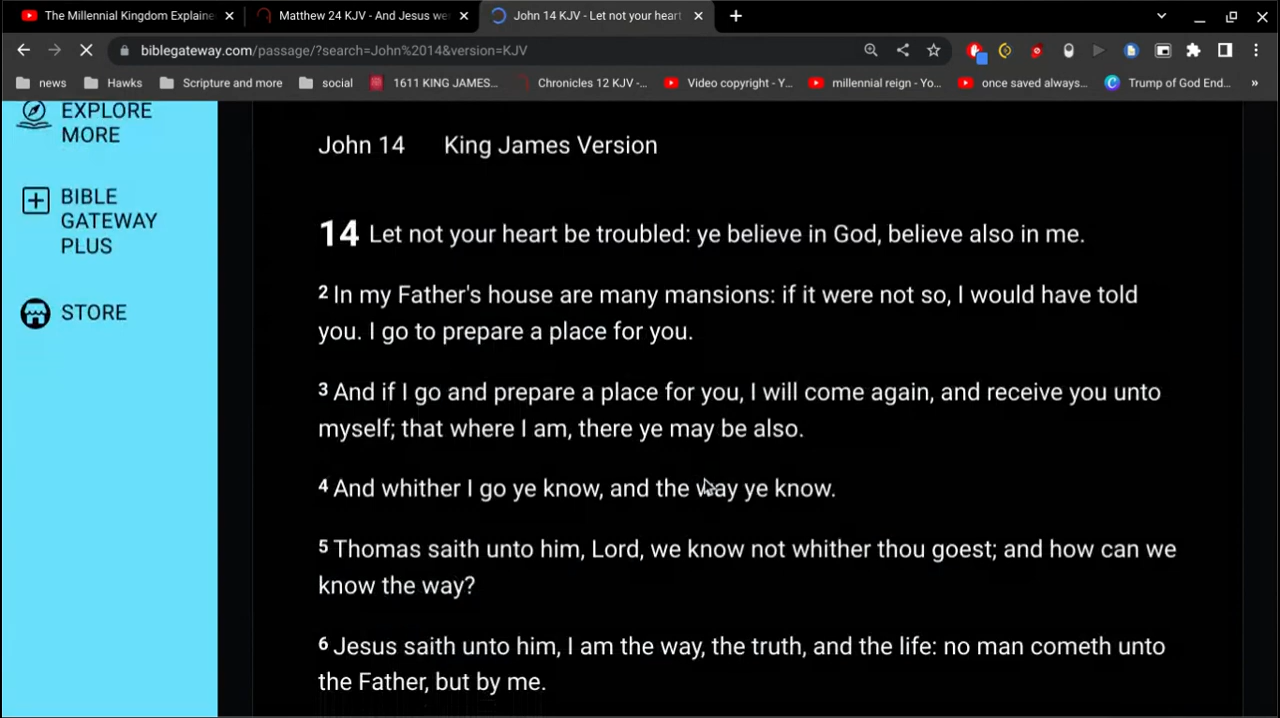 The Millennial Kingdom Explaine
Matthew 24 KJV - And Jesus we
John 14 KJV - Let not your heart
biblegateway.com/passage/?search=John%2014&version=KJV
news
Hawks
Scripture and more
social
1611 KING JAMES...
Chronicles 12 KJV -...
Video copyright - Y...
millennial reign - Yo...
once saved always...
Trump of God End...
»
EXPLORE
MORE
BIBLE
GATEWAY
PLUS
STORE
John 14 King James Version
14 Let not your heart be troubled: ye believe in God, believe also in me.
2 In my Father's house are many mansions: if it were not so, I would have told
you. I go to prepare a place for you.
3 And if I go and prepare a place for you, I will come again, and receive you unto
myself; that where I am, there ye may be also.
4 And whither I go ye know, and the way ye know.
5 Thomas saith unto him, Lord, we know not whither thou goest; and how can we
know the way?
6 Jesus saith unto him, I am the way, the truth, and the life: no man cometh unto
the Father, but by me.